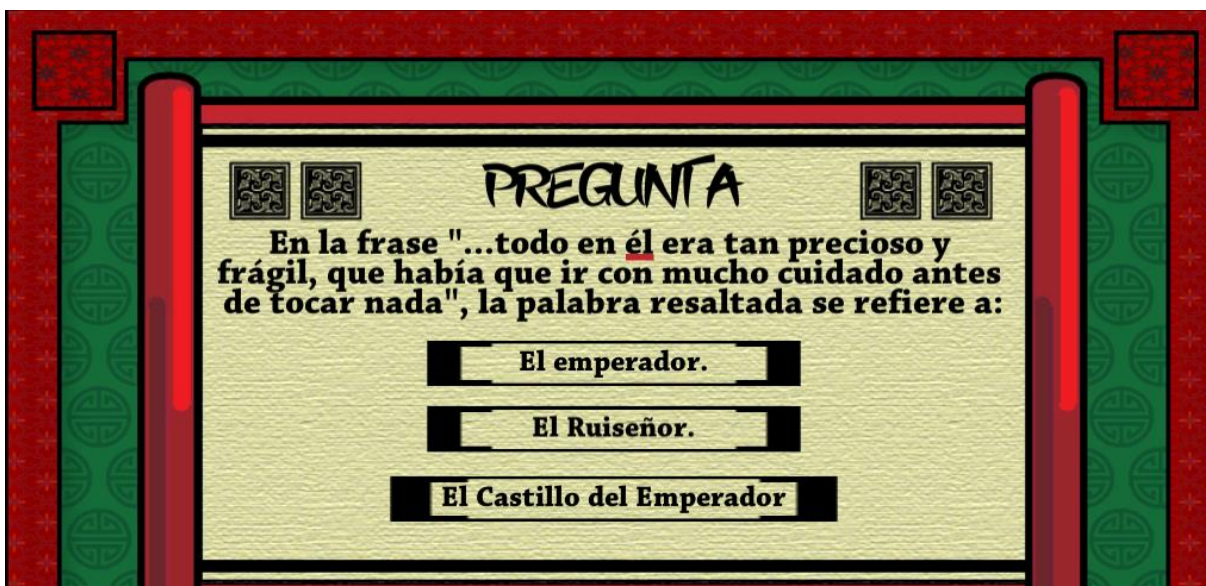 PREGUNTA
En la frase "...todo en él era tan precioso y
frágil, que había que ir con mucho cuidado antes
de tocar nada", la palabra resaltada se refiere a:
El emperador.
El Ruiseñor.
El Castillo del Emperador